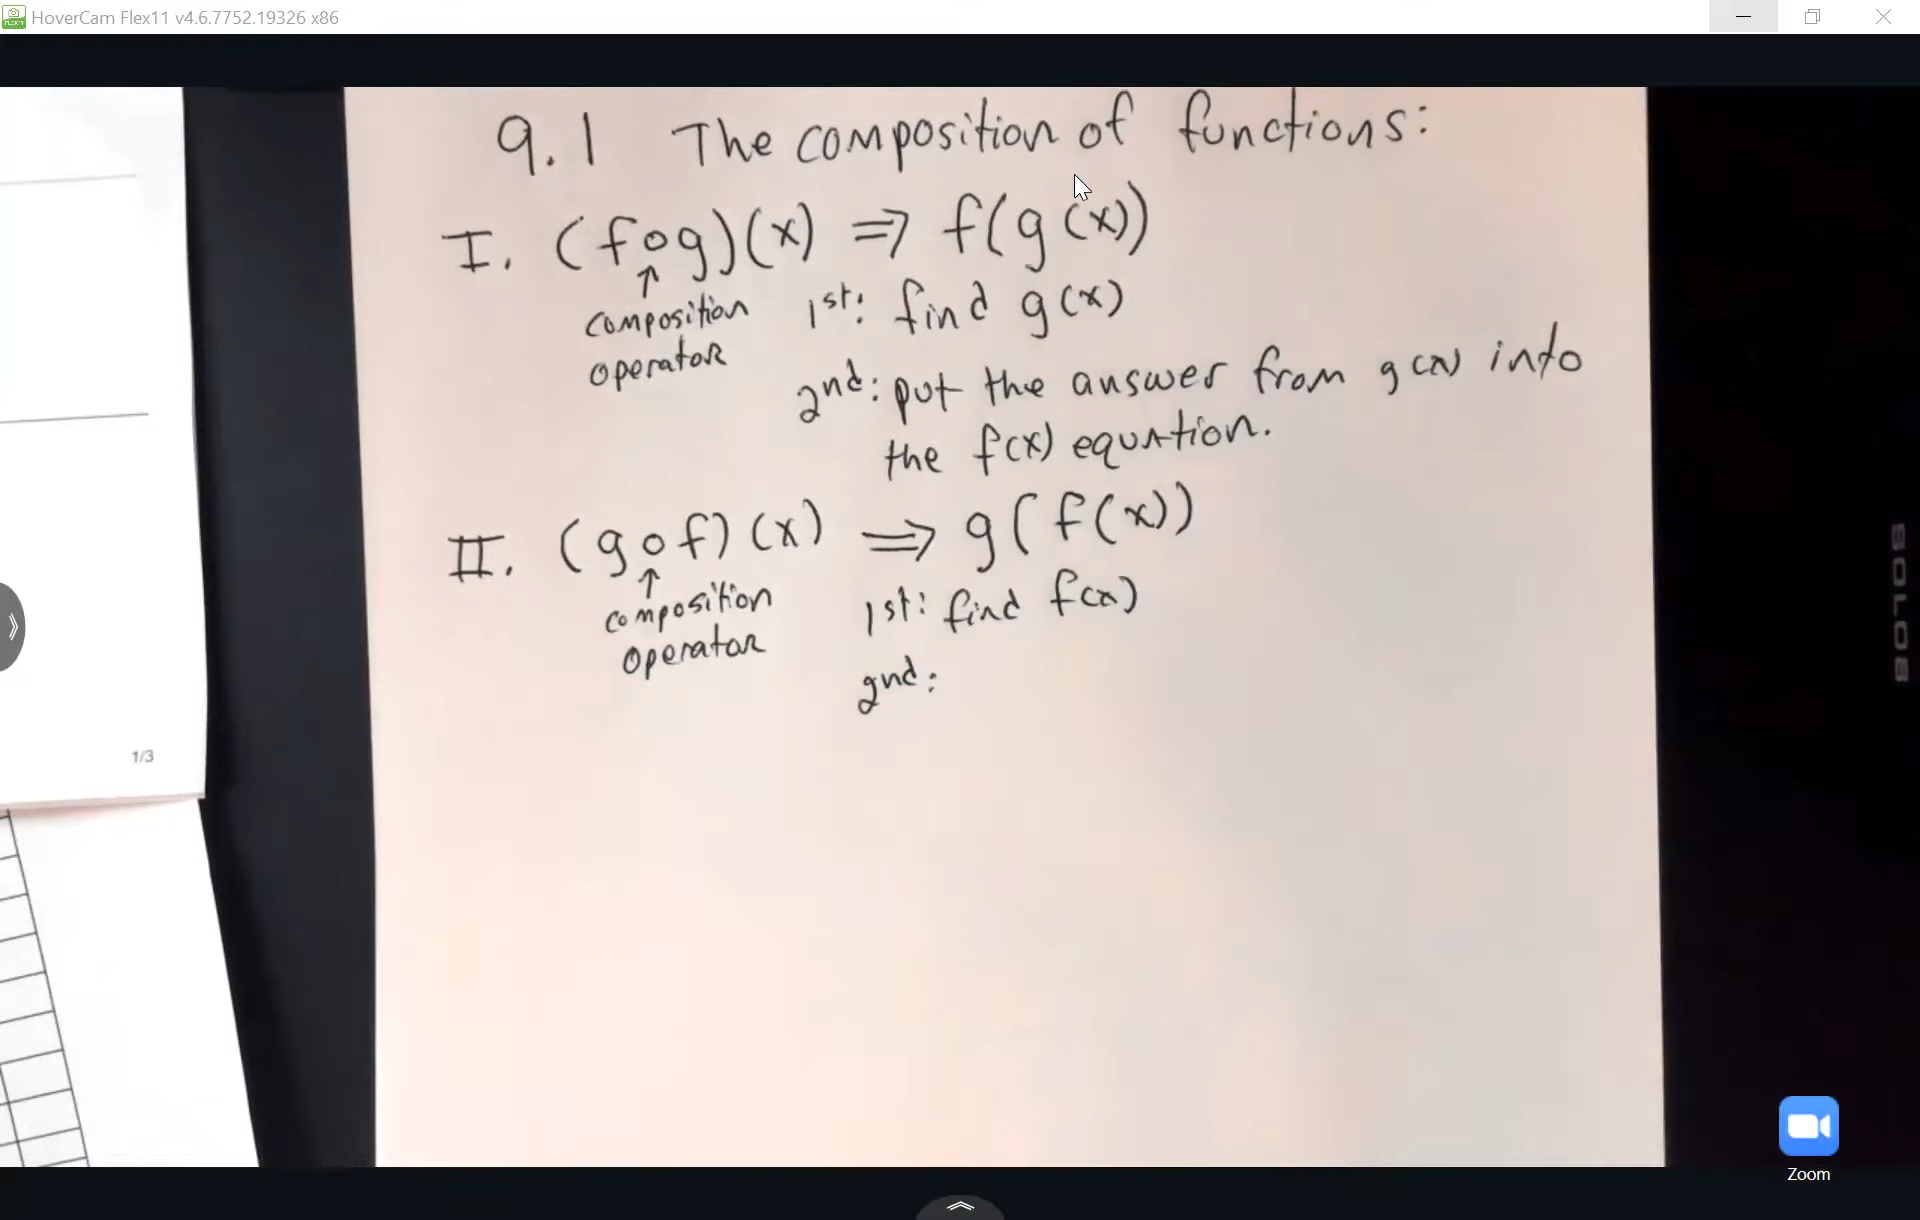 HoverCam Flex11 v4.6.7752.19326 x86
9.1 The composition of functions:
I. (f∘g)(x) ⇒ f(g(x))
↑
composition
operator
1st: find g(x)
2nd: put the answer from g(x) into
the f(x) equation.
II. (g∘f)(x) ⇒ g(f(x))
↑
composition
operator
1st: find f(x)
2nd:
1/3
SOLO8
Zoom